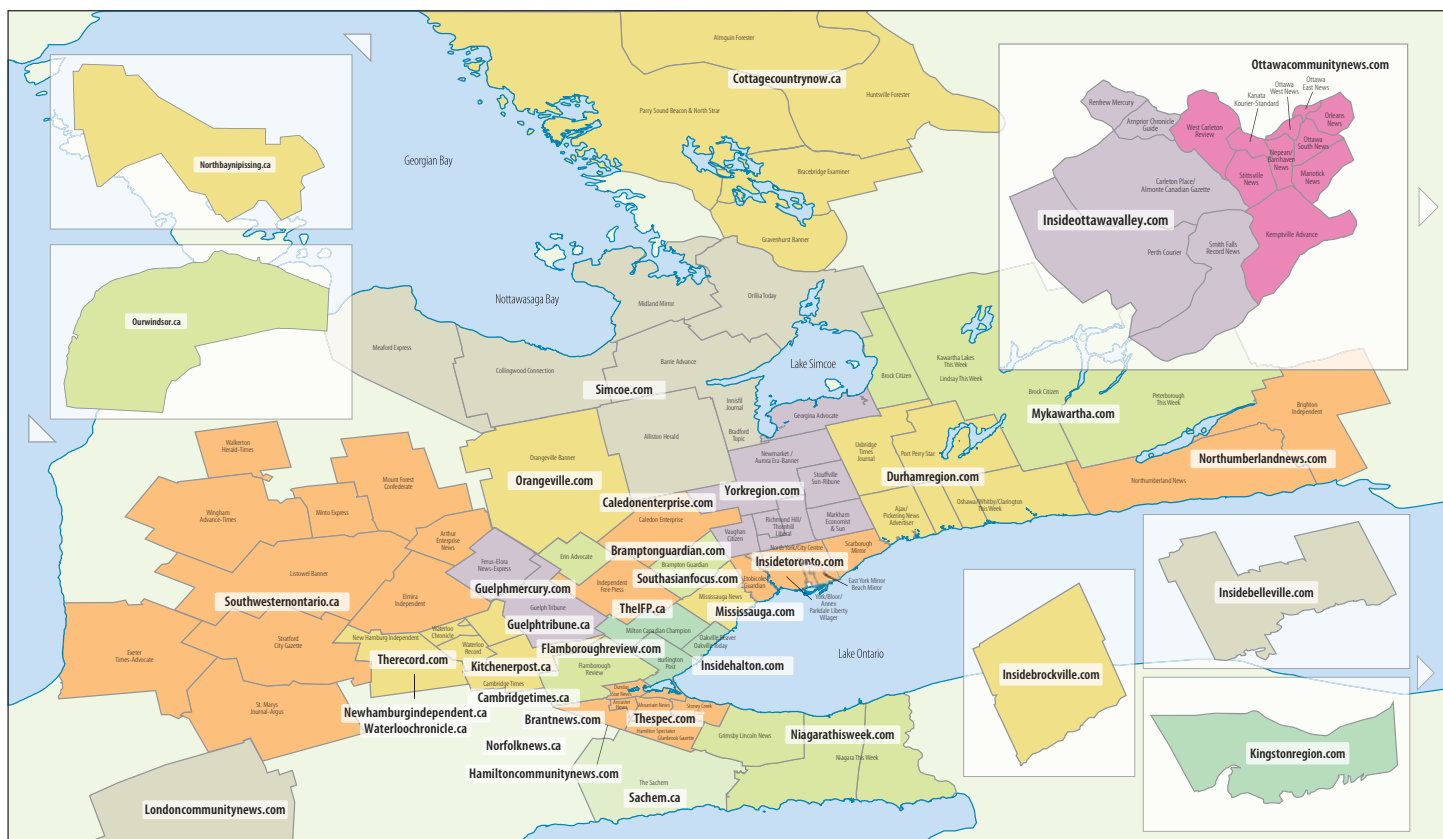 Almiguin Forester
Cottagecountrynow.ca
Parry Sound Beacon & North Strar
Huntsville Forester
Bracebridge Examiner
Gravenhurst Banner
Georgian Bay
Northbaynipissing.ca
Ourwindsor.ca
Ottawacommunitynews.com
Renfrew Mercury
Arnprior Chronicle
Guide
West Carleton
Review
Kanata
Kourier-Standard
Ottawa
West News
Ottawa
East News
Orleans
News
Ottawa
South News
Nepean/
Barrhaven
News
Stittsville
News
Manotick
News
Carleton Place/
Almonte Canadian Gazette
Insideottawavalley.com
Kemptville Advance
Smith Falls
Record News
Perth Courier
Nottawasaga Bay
Midland Mirror
Orillia Today
Meaford Express
Collingwood Connection
Barrie Advance
Lake Simcoe
Simcoe.com
Innisfil
Journal
Bradford
Topic
Alliston Herald
Georgina Advocate
Brock Citizen
Kawartha Lakes
This Week
Lindsay This Week
Brock Citizen
Peterborough
This Week
Mykawartha.com
Brighton
Independent
Northumberlandnews.com
Northumberland News
Uxbridge
Times
Journal
Port Perry Star
Durhamregion.com
Ajax/
Pickering News
Advertiser
Oshawa/Whitby/Clarington
This Week
Newmarket /
Aurora Era-Banner
Stouffville
Sun-Ribune
Yorkregion.com
Vaughan
Citizen
Richmond Hill/
Thornhill
Liberal
Markham
Economist
& Sun
Orangeville Banner
Orangeville.com
Caledonenterprise.com
Caledon Enterprise
Bramptonguardian.com
Brampton Guardian
Southasianfocus.com
North York/City Centre
Scarborough
Mirror
Insidetoronto.com
Etobicoke
Guardian
East York Mirror
Beach Mirror
York/Bloor/
Annex
Parkdale Liberty
Villager
Mississauga News
Mississauga.com
Walkerton
Herald-Times
Mount Forest
Confederate
Wingham
Advance-Times
Minto Express
Arthur
Enterprise
News
Listowel Banner
Southwesternontario.ca
Elmira
Independent
Exeter
Times-Advocate
Stratford
City Gazette
St. Marys
Journal-Argus
Fergus-Elora
News-Express
Erin Advocate
Guelphmercury.com
Guelph Tribune
Guelphtribune.ca
Independent
Free Press
TheIFP.ca
Milton Canadian Champion
Oakville Beaver
Oakville Today
Burlington
Post
Insidehalton.com
Flamboroughreview.com
Flamborough
Review
New Hamburg Independent
Waterloo
Chronicle
Waterloo
Record
Therecord.com
Kitchenerpost.ca
Cambridge Times
Cambridgetimes.ca
Newhamburgindependent.ca
Waterloochronicle.ca
Brantnews.com
Norfolknews.ca
Hamiltoncommunitynews.com
Dundas
Star News
Ancaster
News
Mountain News
Stoney Creek
Thespec.com
Hamilton Spectator
Glanbrook Gazette
The Sachem
Sachem.ca
Grimsby Lincoln News
Niagarathisweek.com
Niagara This Week
Londoncommunitynews.com
Lake Ontario
Insidebrockville.com
Insidebelleville.com
Kingstonregion.com